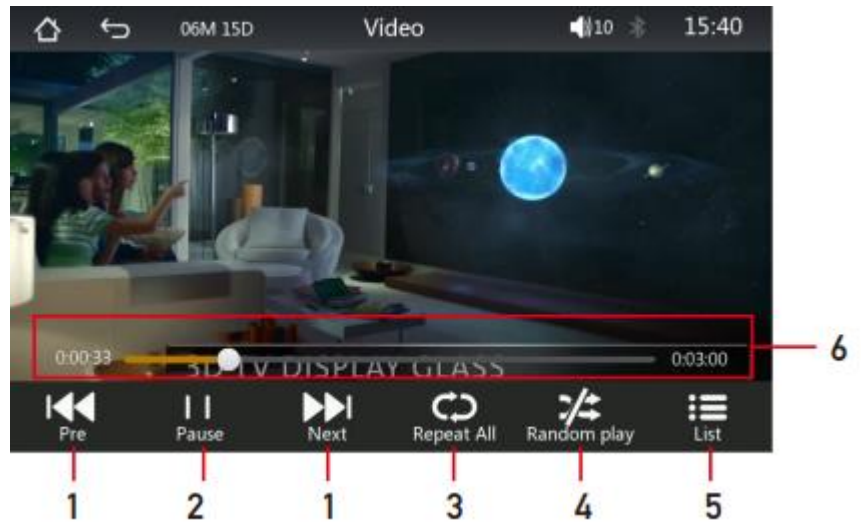 06M 15D Video 10 15:40
0:00:33 0:03:00
3D TV DISPLAY GLASS
6
Pre Pause Next Repeat All Random play List
1 2 1 3 4 5